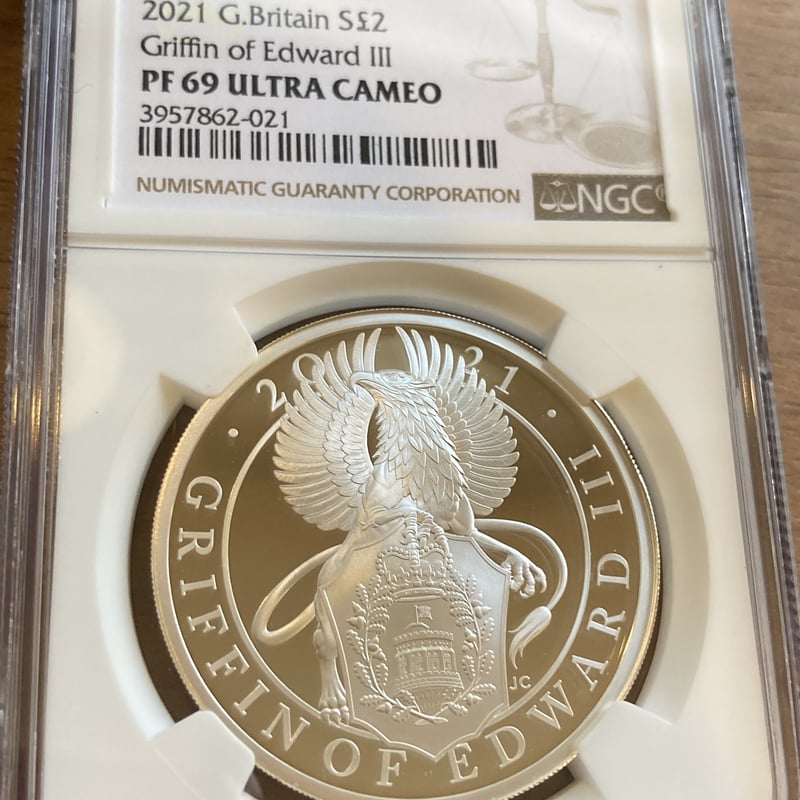 2021 G.Britain S£2
Griffin of Edward III
PF 69 ULTRA CAMEO
3957862-021
NUMISMATIC GUARANTY CORPORATION
NGC®
2021
GRIFFIN OF EDWARD III
JC